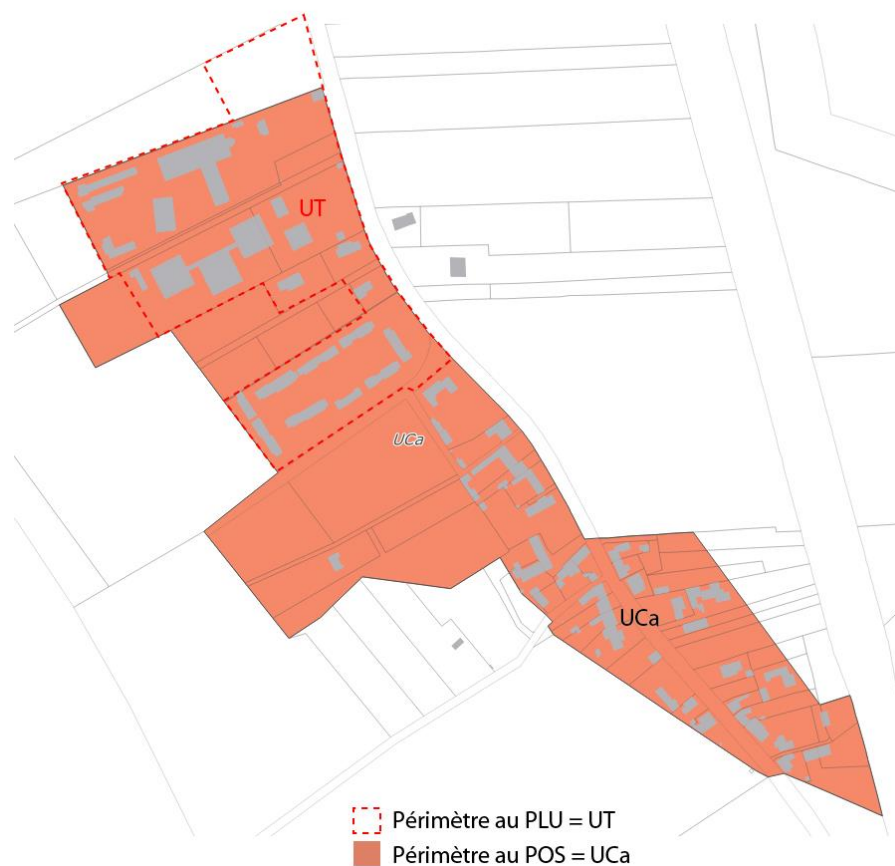 UT
UCa
UCa
Périmètre au PLU = UT
Périmètre au POS = UCa